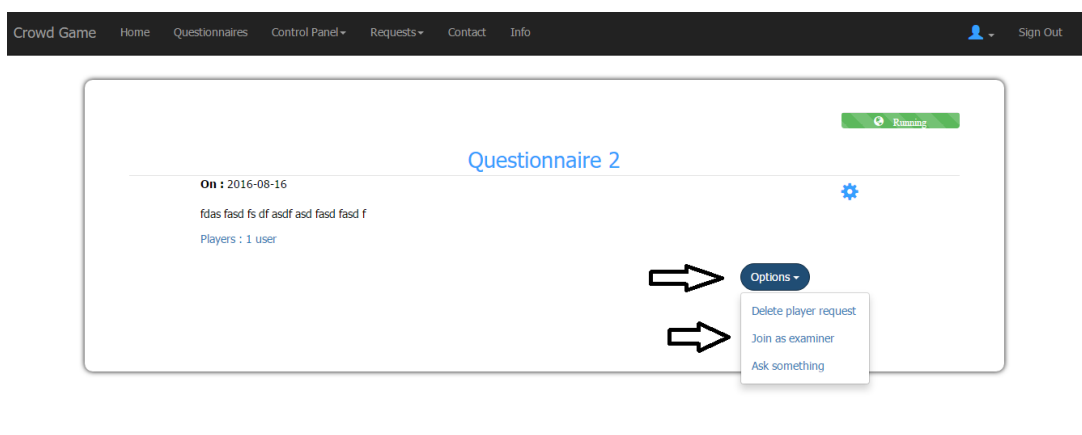 Crowd Game Home Questionnaires Control Panel Requests Contact Info Sign Out
Running
Questionnaire 2
On : 2016-08-16
fdas fasd fs df asdf asd fasd fasd f
Players : 1 user
Options
Delete player request
Join as examiner
Ask something